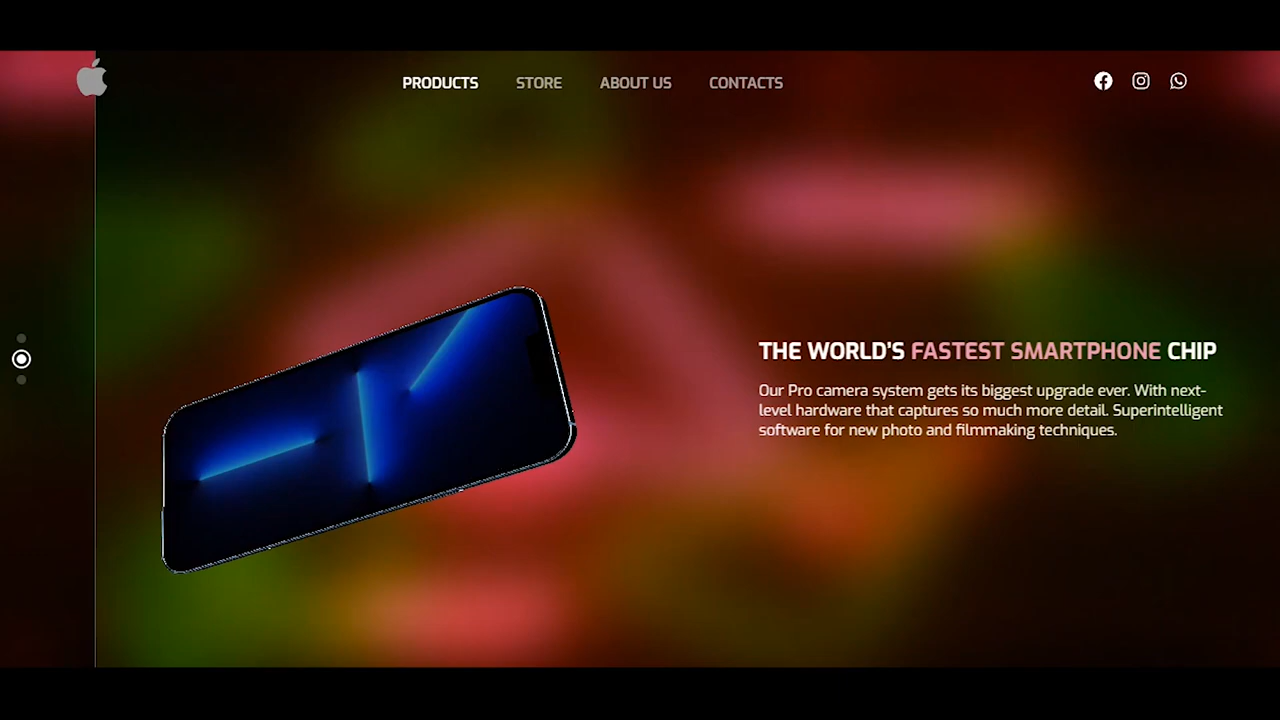 PRODUCTS STORE ABOUT US CONTACTS
THE WORLD'S FASTEST SMARTPHONE CHIP
Our Pro camera system gets its biggest upgrade ever. With next-
level hardware that captures so much more detail. Superintelligent
software for new photo and filmmaking techniques.